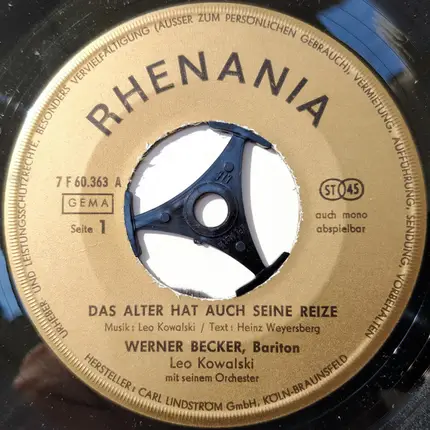 URHEBER UND LEISTUNGSSCHUTZRECHTE, BESONDERS VERVIELFÄLTIGUNG (AUSSER ZUM PERSÖNLICHEN GEBRAUCH), VERMIETUNG, AUFFÜHRUNG, SENDUNG, VORBEHALTEN
RHENANIA
7 F 60.363 A
GEMA
Seite 1
ST 45
auch mono
abspielbar
DAS ALTER HAT AUCH SEINE REIZE
Musik: Leo Kowalski / Text: Heinz Weyersberg
WERNER BECKER, Bariton
Leo Kowalski
mit seinem Orchester
HERSTELLER: CARL LINDSTRÖM GmbH, KÖLN-BRAUNSFELD